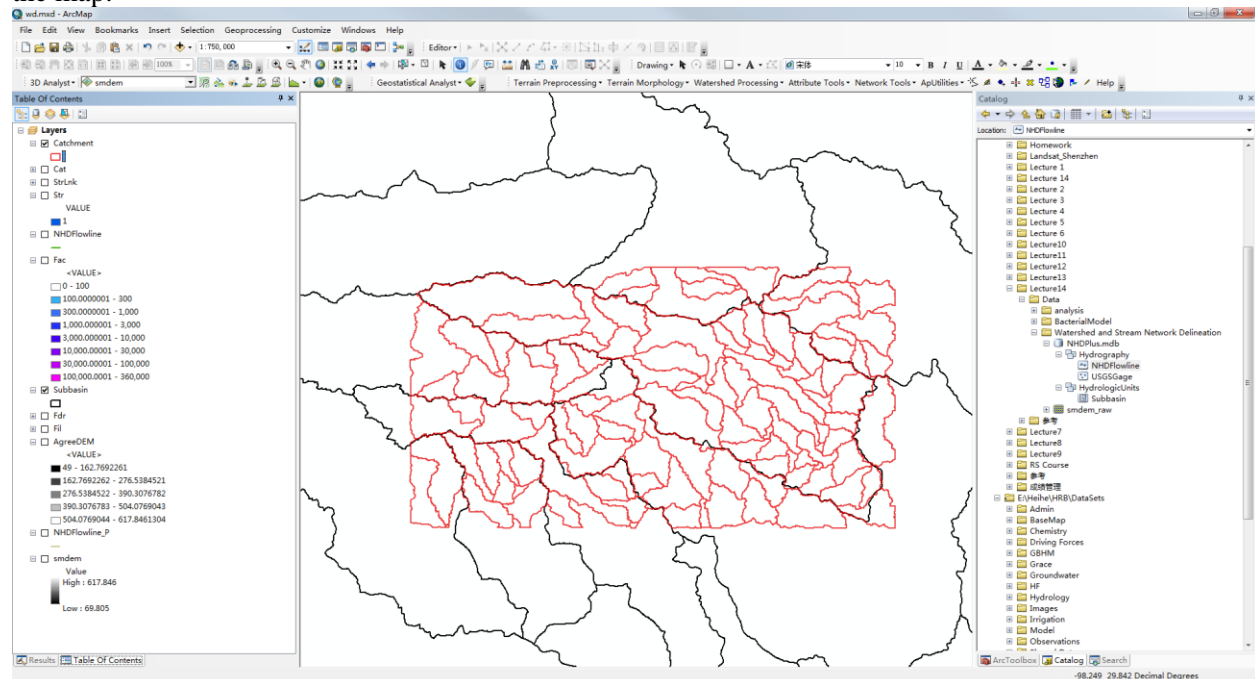 the map.
wd.mxd - ArcMap
File Edit View Bookmarks Insert Selection Geoprocessing Customize Windows Help
1:750,000
Editor
100%
Drawing
A
宋体
10
B I U A
3D Analyst
smdem
Geostatistical Analyst
Terrain Preprocessing Terrain Morphology Watershed Processing Attribute Tools Network Tools ApUtilities
Help
Table Of Contents
Layers
Catchment
Cat
StrLnk
Str
VALUE
1
NHDFlowline
Fac
<VALUE>
0 - 100
100.0000001 - 300
300.0000001 - 1,000
1,000.000001 - 3,000
3,000.000001 - 10,000
10,000.00001 - 30,000
30,000.00001 - 100,000
100,000.0001 - 360,000
Subbasin
Fdr
Fil
AgreeDEM
<VALUE>
49 - 162.7692261
162.7692262 - 276.5384521
276.5384522 - 390.3076782
390.3076783 - 504.0769043
504.0769044 - 617.8461304
NHDFlowline_P
smdem
Value
High : 617.846
Low : 69.805
Results Table Of Contents
Catalog
Location: NHDFlowline
Homework
Landsat_Shenzhen
Lecture 1
Lecture 14
Lecture 2
Lecture 3
Lecture 4
Lecture 5
Lecture 6
Lecture10
Lecture11
Lecture12
Lecture13
Lecture14
Data
analysis
BacterialModel
Watershed and Stream Network Delineation
NHDPlus.mdb
Hydrography
NHDFlowline
USGSGage
HydrologicUnits
Subbasin
smdem_raw
参考
Lecture7
Lecture8
Lecture9
RS Course
参考
成绩管理
E:\Heihe\HRB\DataSets
Admin
BaseMap
Chemistry
Driving Forces
GBHM
Grace
Groundwater
HF
Hydrology
Images
Irrigation
Model
Observations
ArcToolbox Catalog Search
-98.249 29.842 Decimal Degrees